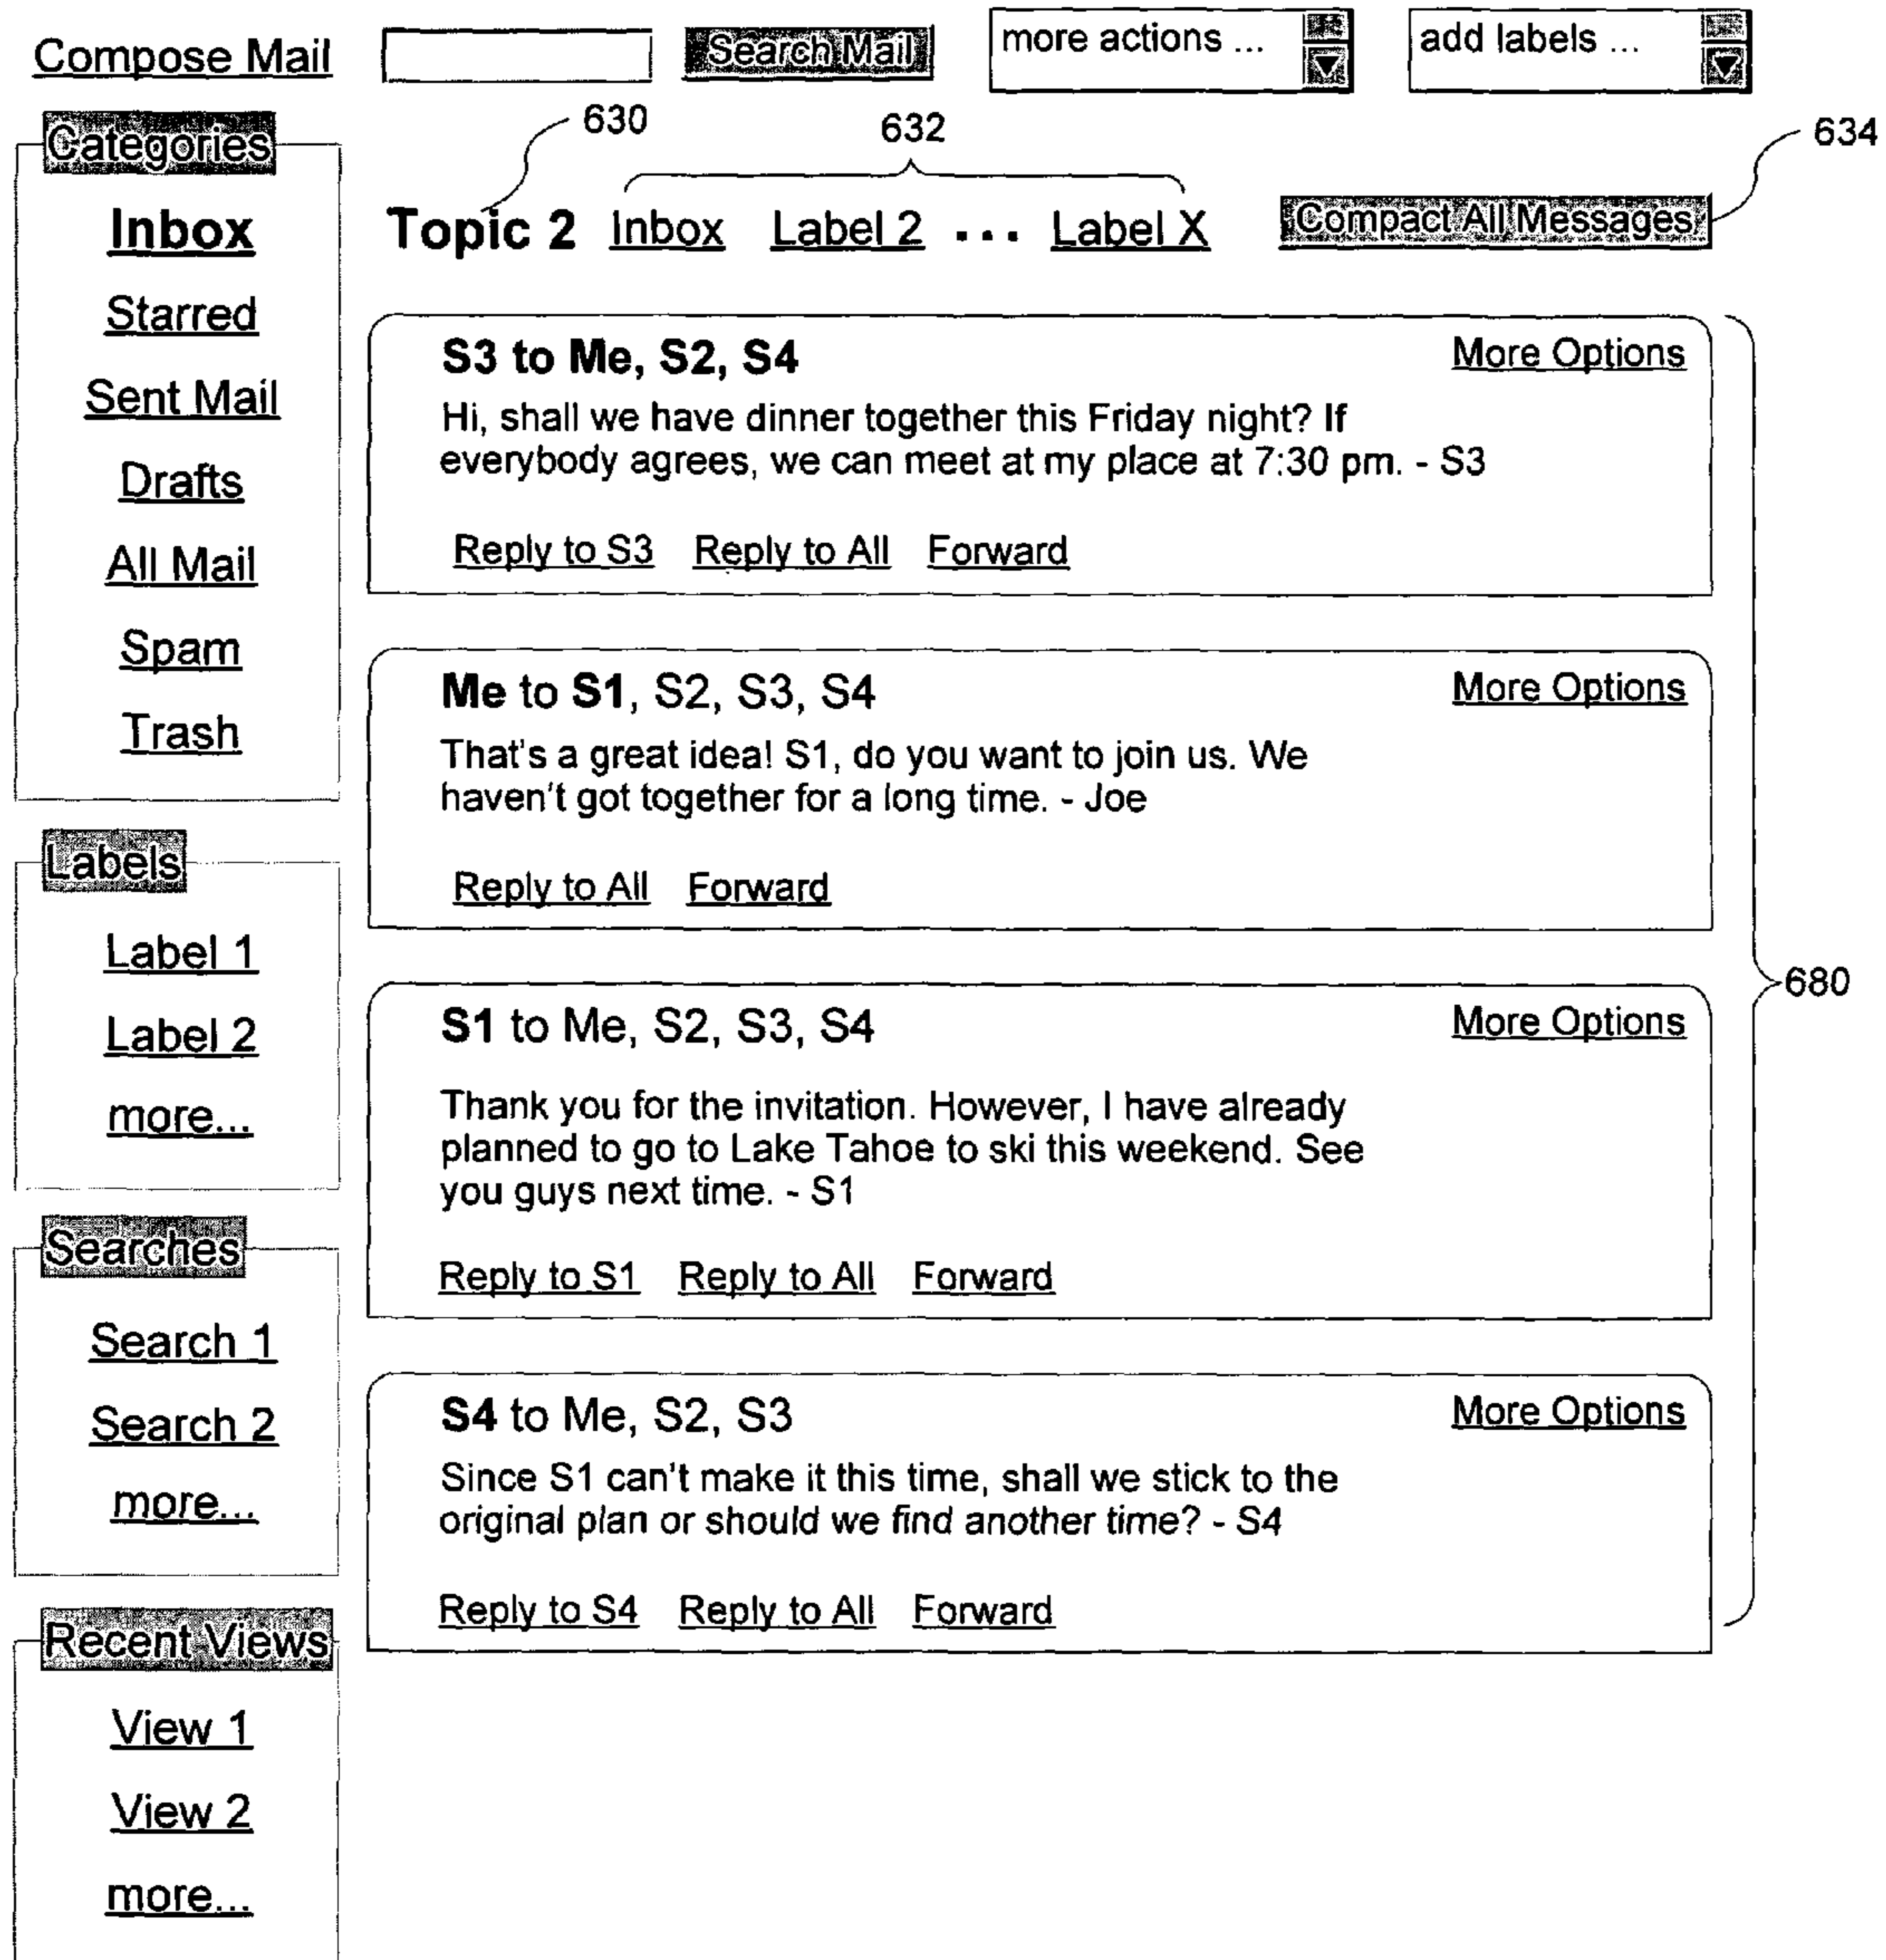 Compose Mail
Search Mail
more actions ...
add labels ...
630
632
634
Categories
Inbox
Starred
Sent Mail
Drafts
All Mail
Spam
Trash
Labels
Label 1
Label 2
more...
Searches
Search 1
Search 2
more...
Recent Views
View 1
View 2
more...
Topic 2 Inbox Label 2 ... Label X Compact All Messages
S3 to Me, S2, S4 More Options
Hi, shall we have dinner together this Friday night? If
everybody agrees, we can meet at my place at 7:30 pm. - S3
Reply to S3 Reply to All Forward
Me to S1, S2, S3, S4 More Options
That's a great idea! S1, do you want to join us. We
haven't got together for a long time. - Joe
Reply to All Forward
S1 to Me, S2, S3, S4 More Options
Thank you for the invitation. However, I have already
planned to go to Lake Tahoe to ski this weekend. See
you guys next time. - S1
Reply to S1 Reply to All Forward
S4 to Me, S2, S3 More Options
Since S1 can't make it this time, shall we stick to the
original plan or should we find another time? - S4
Reply to S4 Reply to All Forward
680